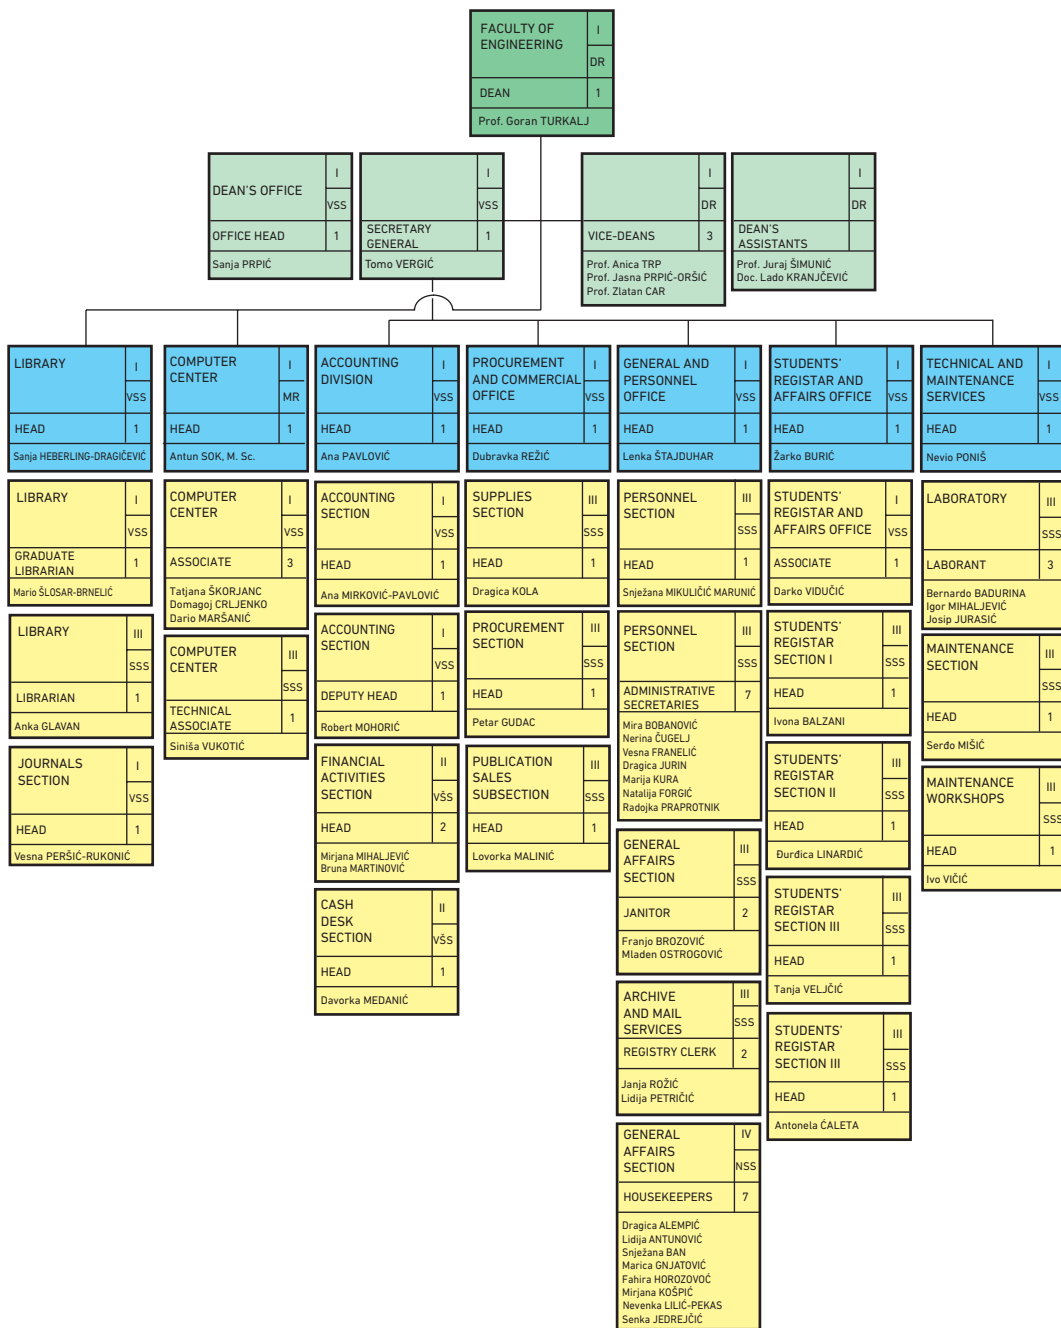 FACULTY OF
ENGINEERING
I
DR
DEAN
1
Prof. Goran TURKALJ
DEAN'S OFFICE
I
VSS
OFFICE HEAD
1
Sanja PRPIĆ
I
VSS
SECRETARY
GENERAL
1
Tomo VERGIĆ
I
DR
VICE-DEANS
3
Prof. Anica TRP
Prof. Jasna PRPIĆ-ORŠIĆ
Prof. Zlatan CAR
I
DR
DEAN'S
ASSISTANTS
Prof. Juraj ŠIMUNIĆ
Doc. Lado KRANJČEVIĆ
LIBRARY
I
VSS
HEAD
1
Sanja HEBERLING-DRAGIČEVIĆ
LIBRARY
I
VSS
GRADUATE
LIBRARIAN
1
Mario ŠLOSAR-BRNELIĆ
LIBRARY
III
SSS
LIBRARIAN
1
Anka GLAVAN
JOURNALS
SECTION
I
VSS
HEAD
1
Vesna PERŠIĆ-RUKONIĆ
COMPUTER
CENTER
I
MR
HEAD
1
Antun SOK, M. Sc.
COMPUTER
CENTER
I
VSS
ASSOCIATE
3
Tatjana ŠKORJANC
Domagoj CRLJENKO
Dario MARŠANIĆ
COMPUTER
CENTER
III
SSS
TECHNICAL
ASSOCIATE
1
Siniša VUKOTIĆ
ACCOUNTING
DIVISION
I
VSS
HEAD
1
Ana PAVLOVIĆ
ACCOUNTING
SECTION
I
VSS
HEAD
1
Ana MIRKOVIĆ-PAVLOVIĆ
ACCOUNTING
SECTION
I
VSS
DEPUTY HEAD
1
Robert MOHORIĆ
FINANCIAL
ACTIVITIES
SECTION
II
VŠS
HEAD
2
Mirjana MIHALJEVIĆ
Bruna MARTINOVIĆ
CASH
DESK
SECTION
II
VŠS
HEAD
1
Davorka MEDANIĆ
PROCUREMENT
AND COMMERCIAL
OFFICE
I
VSS
HEAD
1
Dubravka REŽIĆ
SUPPLIES
SECTION
III
SSS
HEAD
1
Dragica KOLA
PROCUREMENT
SECTION
III
SSS
HEAD
1
Petar GUDAC
PUBLICATION
SALES
SUBSECTION
III
SSS
HEAD
1
Lovorka MALINIĆ
GENERAL AND
PERSONNEL
OFFICE
I
VSS
HEAD
1
Lenka ŠTAJDUHAR
PERSONNEL
SECTION
III
SSS
HEAD
1
Snježana MIKULIČIĆ MARUNIĆ
PERSONNEL
SECTION
III
SSS
ADMINISTRATIVE
SECRETARIES
7
Mira BOBANOVIĆ
Nerina ČUGELJ
Vesna FRANELIĆ
Dragica JURIN
Marija KURA
Natalija FORGIĆ
Radojka PRAPROTNIK
GENERAL
AFFAIRS
SECTION
III
SSS
JANITOR
2
Franjo BROZOVIĆ
Mladen OSTROGOVIĆ
ARCHIVE
AND MAIL
SERVICES
III
SSS
REGISTRY CLERK
2
Janja ROŽIĆ
Lidija PETRIČIĆ
GENERAL
AFFAIRS
SECTION
IV
NSS
HOUSEKEEPERS
7
Dragica ALEMPIĆ
Lidija ANTUNOVIĆ
Snježana BAN
Marica GNJATOVIĆ
Fahira HOROZOVOĆ
Mirjana KOŠPIĆ
Nevenka LILIĆ-PEKAS
Senka JEDREJČIĆ
STUDENTS'
REGISTAR AND
AFFAIRS OFFICE
I
VSS
HEAD
1
Žarko BURIĆ
STUDENTS'
REGISTAR AND
AFFAIRS OFFICE
I
VSS
ASSOCIATE
1
Darko VIDUČIĆ
STUDENTS'
REGISTAR
SECTION I
III
SSS
HEAD
1
Ivona BALZANI
STUDENTS'
REGISTAR
SECTION II
III
SSS
HEAD
1
Đurđica LINARDIĆ
STUDENTS'
REGISTAR
SECTION III
III
SSS
HEAD
1
Tanja VELJČIĆ
STUDENTS'
REGISTAR
SECTION III
III
SSS
HEAD
1
Antonela ĆALETA
TECHNICAL AND
MAINTENANCE
SERVICES
I
VSS
HEAD
1
Nevio PONIŠ
LABORATORY
III
SSS
LABORANT
3
Bernardo BADURINA
Igor MIHALJEVIĆ
Josip JURASIĆ
MAINTENANCE
SECTION
III
SSS
HEAD
1
Serđo MIŠIĆ
MAINTENANCE
WORKSHOPS
III
SSS
HEAD
1
Ivo VIČIĆ